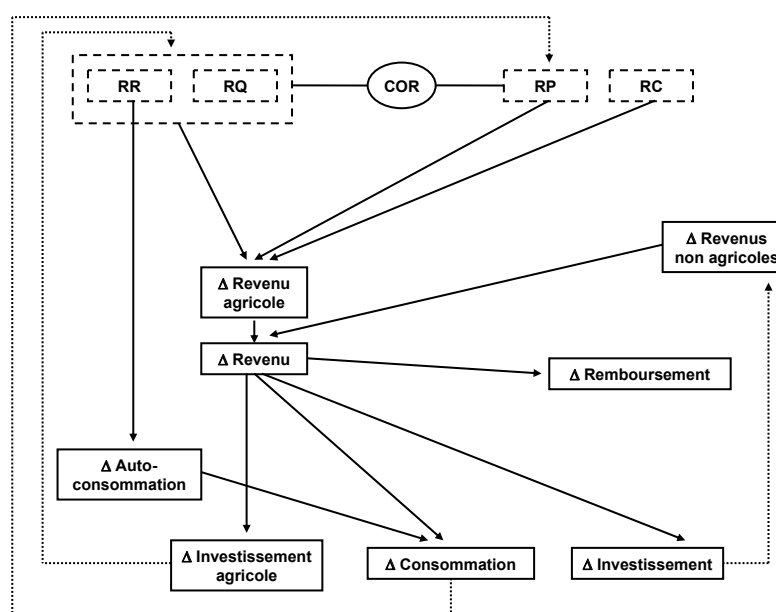 RR
RQ
COR
RP
RC
Δ Revenus
non agricoles
Δ Revenu
agricole
Δ Revenu
Δ Remboursement
Δ Auto-
consommation
Δ Investissement
agricole
Δ Consommation
Δ Investissement